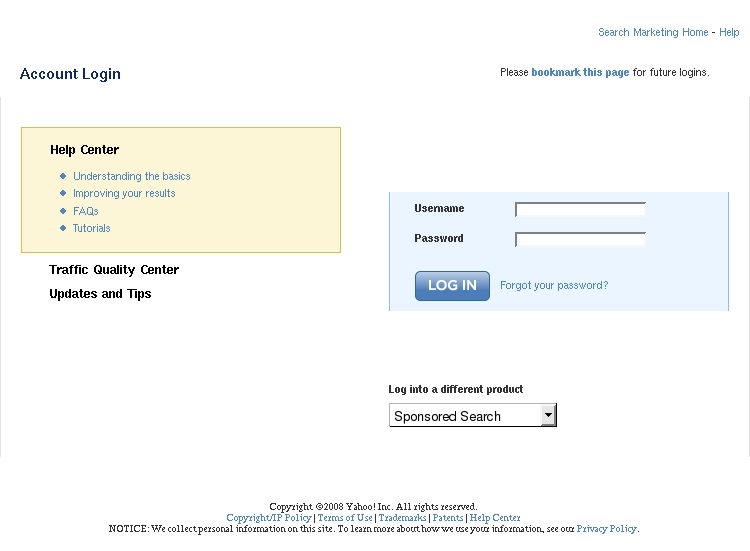 Search Marketing Home - Help
Account Login
Please bookmark this page for future logins.
Help Center
Understanding the basics
Improving your results
FAQs
Tutorials
Traffic Quality Center
Updates and Tips
Username
Password
LOG IN Forgot your password?
Log into a different product
Sponsored Search
Copyright ©2008 Yahoo! Inc. All rights reserved.
Copyright/IP Policy | Terms of Use | Trademarks | Patents | Help Center
NOTICE: We collect personal information on this site. To learn more about how we use your information, see our Privacy Policy.